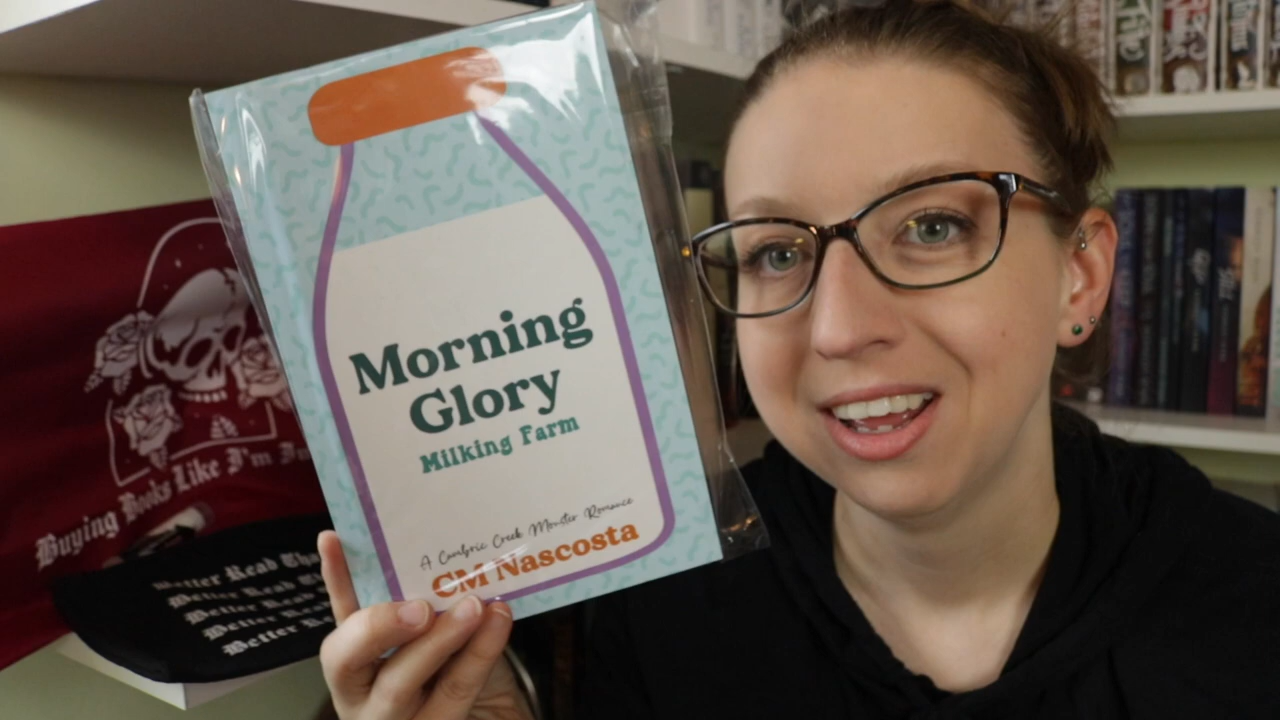 Morning
Glory
Milking Farm
A Cambric Creek Monster Romance
CM Nascosta
Buying Books Like I'm
Better Read Tha
Better Read Th
Better Read
Better Read
Better Rea